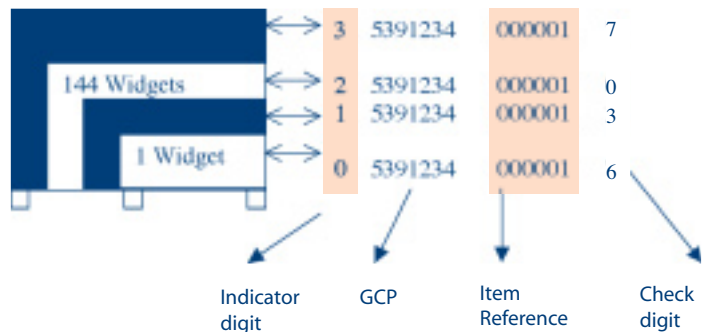 3 5391234 000001 7
144 Widgets 2 5391234 000001 0
1 5391234 000001 3
1 Widget
0 5391234 000001 6
Indicator digit
GCP
Item Reference
Check digit